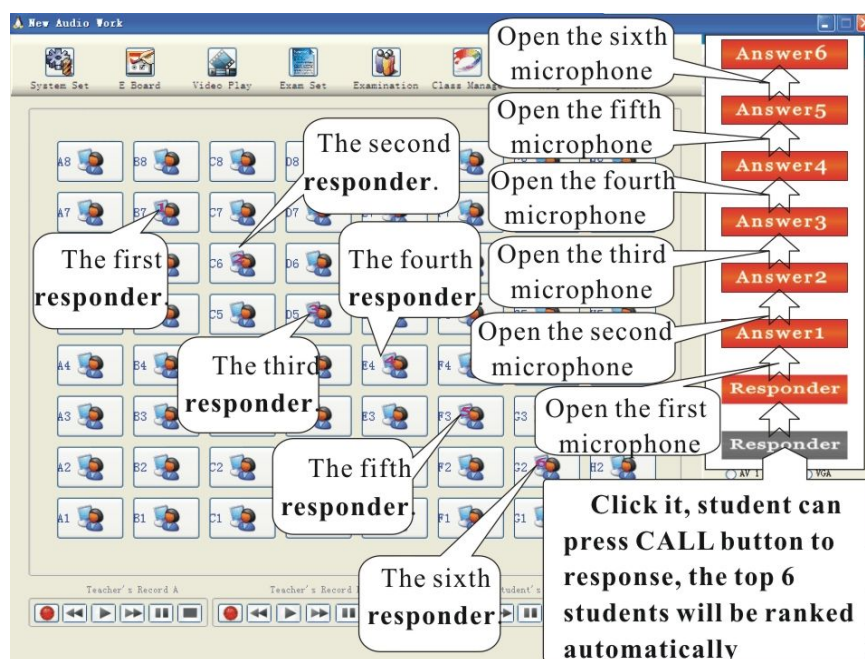 New Audio Work
System Set
E Board
Video Play
Exam Set
Examination
Class Manage
Open the sixth
microphone
Open the fifth
microphone
Open the fourth
microphone
Open the third
microphone
Open the second
microphone
Open the first
microphone
Answer6
Answer5
Answer4
Answer3
Answer2
Answer1
Responder
Responder
AV 1
VGA
The second
responder.
The first
responder.
The fourth
responder.
The third
responder.
The fifth
responder.
The sixth
responder.
A8 B8 C8 D8
A7 B7 1 C7 D7
C6 2 D6
C5 D5 3
A4 B4 E4 4 F4
A3 B3 E3 F3 5 G3
A2 B2 C2 F2 G2 6 H2
A1 B1 C1 F1 G1
Click it, student can
press CALL button to
response, the top 6
students will be ranked
automatically
Teacher's Record A
Teacher's Record